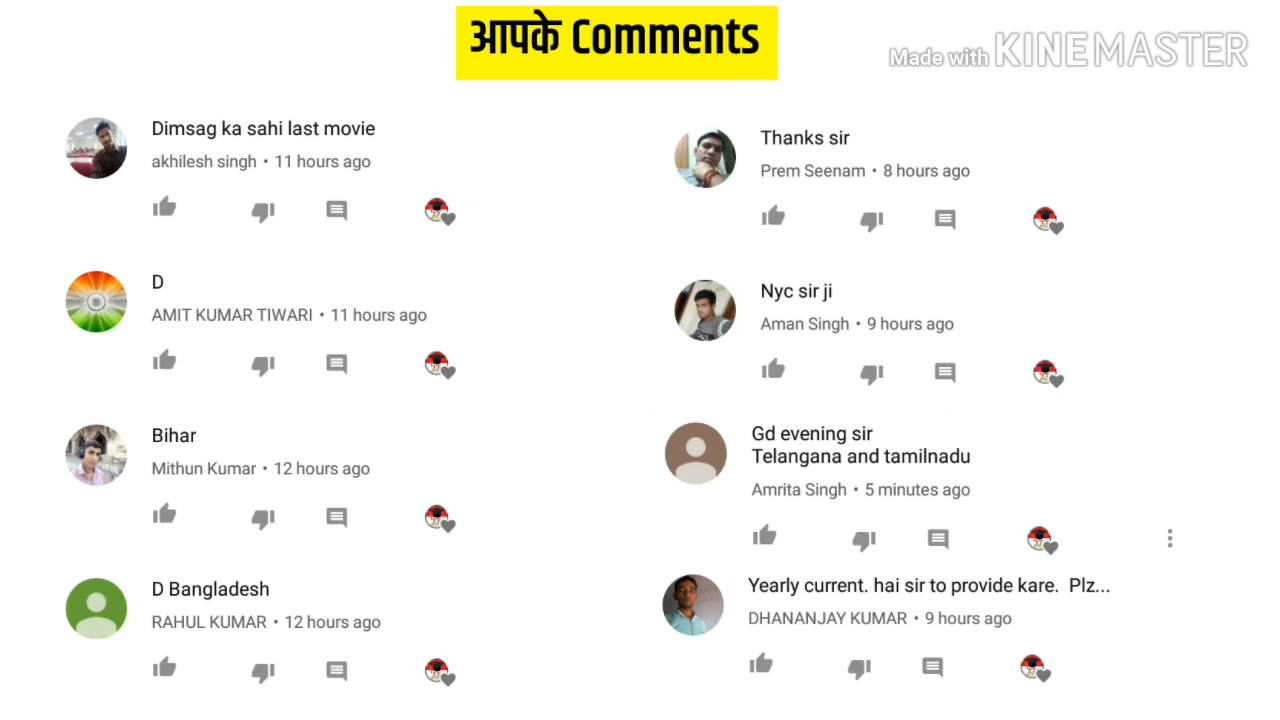 आपके Comments
Made with KINEMASTER
Dimsag ka sahi last movie
akhilesh singh • 11 hours ago
D
AMIT KUMAR TIWARI • 11 hours ago
Bihar
Mithun Kumar • 12 hours ago
D Bangladesh
RAHUL KUMAR • 12 hours ago
Thanks sir
Prem Seenam • 8 hours ago
Nyc sir ji
Aman Singh • 9 hours ago
Gd evening sir
Telangana and tamilnadu
Amrita Singh • 5 minutes ago
Yearly current. hai sir to provide kare. Plz...
DHANANJAY KUMAR • 9 hours ago